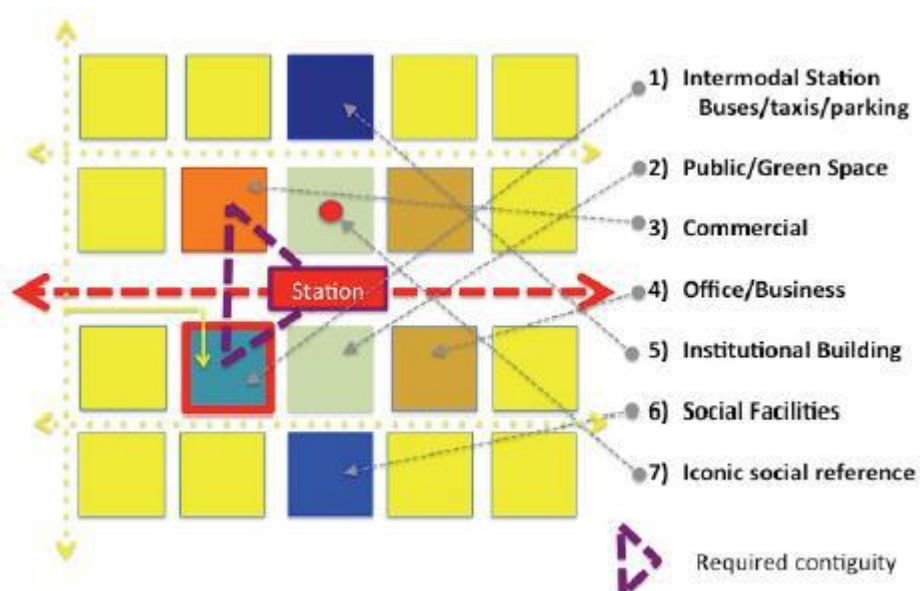 1) Intermodal Station
Buses/taxis/parking
2) Public/Green Space
3) Commercial
Station
4) Office/Business
5) Institutional Building
6) Social Facilities
7) Iconic social reference
Required contiguity